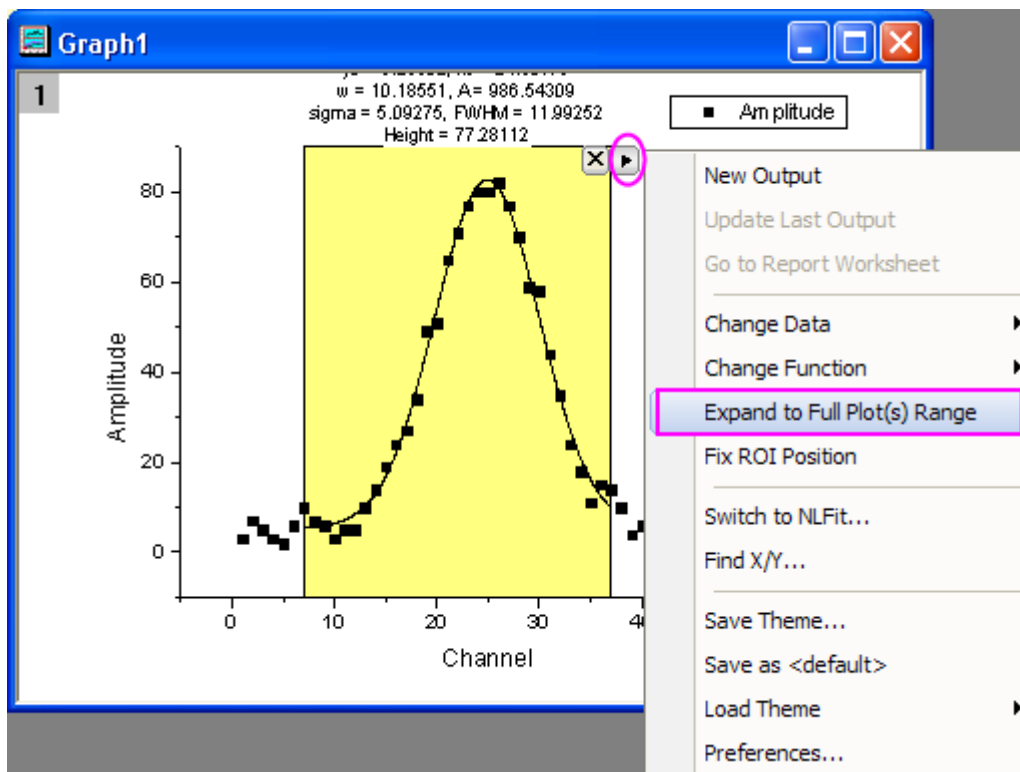 Graph1
1
w = 10.18551, A= 986.54309
sigma = 5.09275, FWHM = 11.99252
Height = 77.28112
Amplitude
New Output
Update Last Output
Go to Report Worksheet
Change Data
Change Function
Expand to Full Plot(s) Range
Fix ROI Position
Switch to NLFit...
Find X/Y...
Save Theme...
Save as <default>
Load Theme
Preferences...
80
60
40
20
0
Amplitude
0 10 20 30
Channel